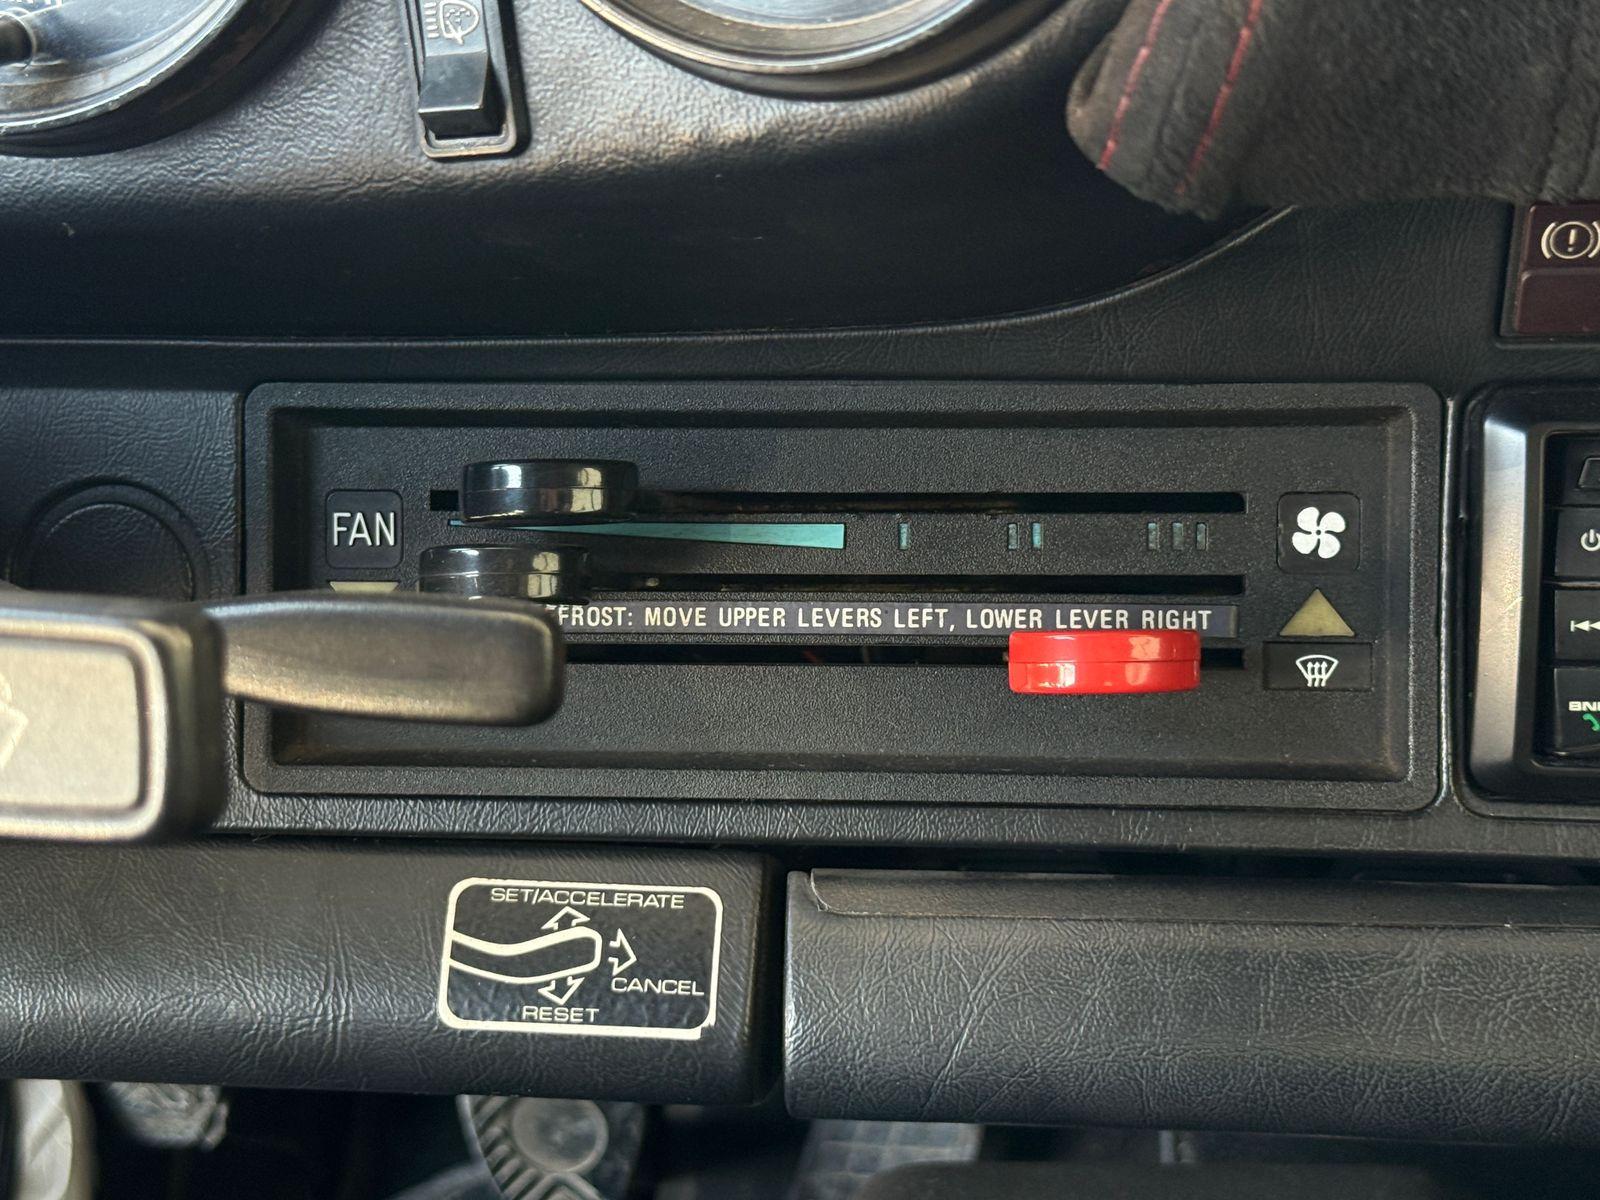 FAN
FROST: MOVE UPPER LEVERS LEFT, LOWER LEVER RIGHT
SET/ACCELERATE
CANCEL
RESET